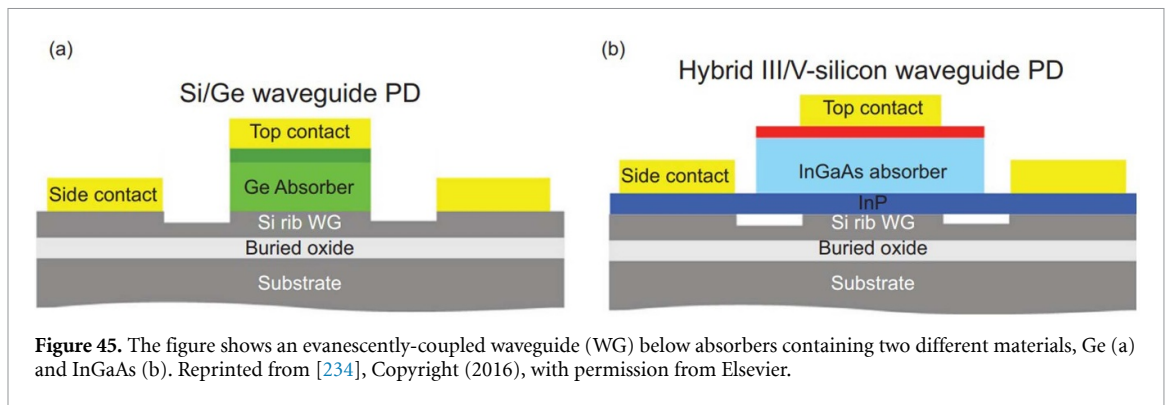 (a)
Si/Ge waveguide PD
Top contact
Ge Absorber
Side contact
Si rib WG
Buried oxide
Substrate
(b)
Hybrid III/V-silicon waveguide PD
Top contact
InGaAs absorber
Side contact
InP
Si rib WG
Buried oxide
Substrate
Figure 45. The figure shows an evanescently-coupled waveguide (WG) below absorbers containing two different materials, Ge (a)
and InGaAs (b). Reprinted from [234], Copyright (2016), with permission from Elsevier.